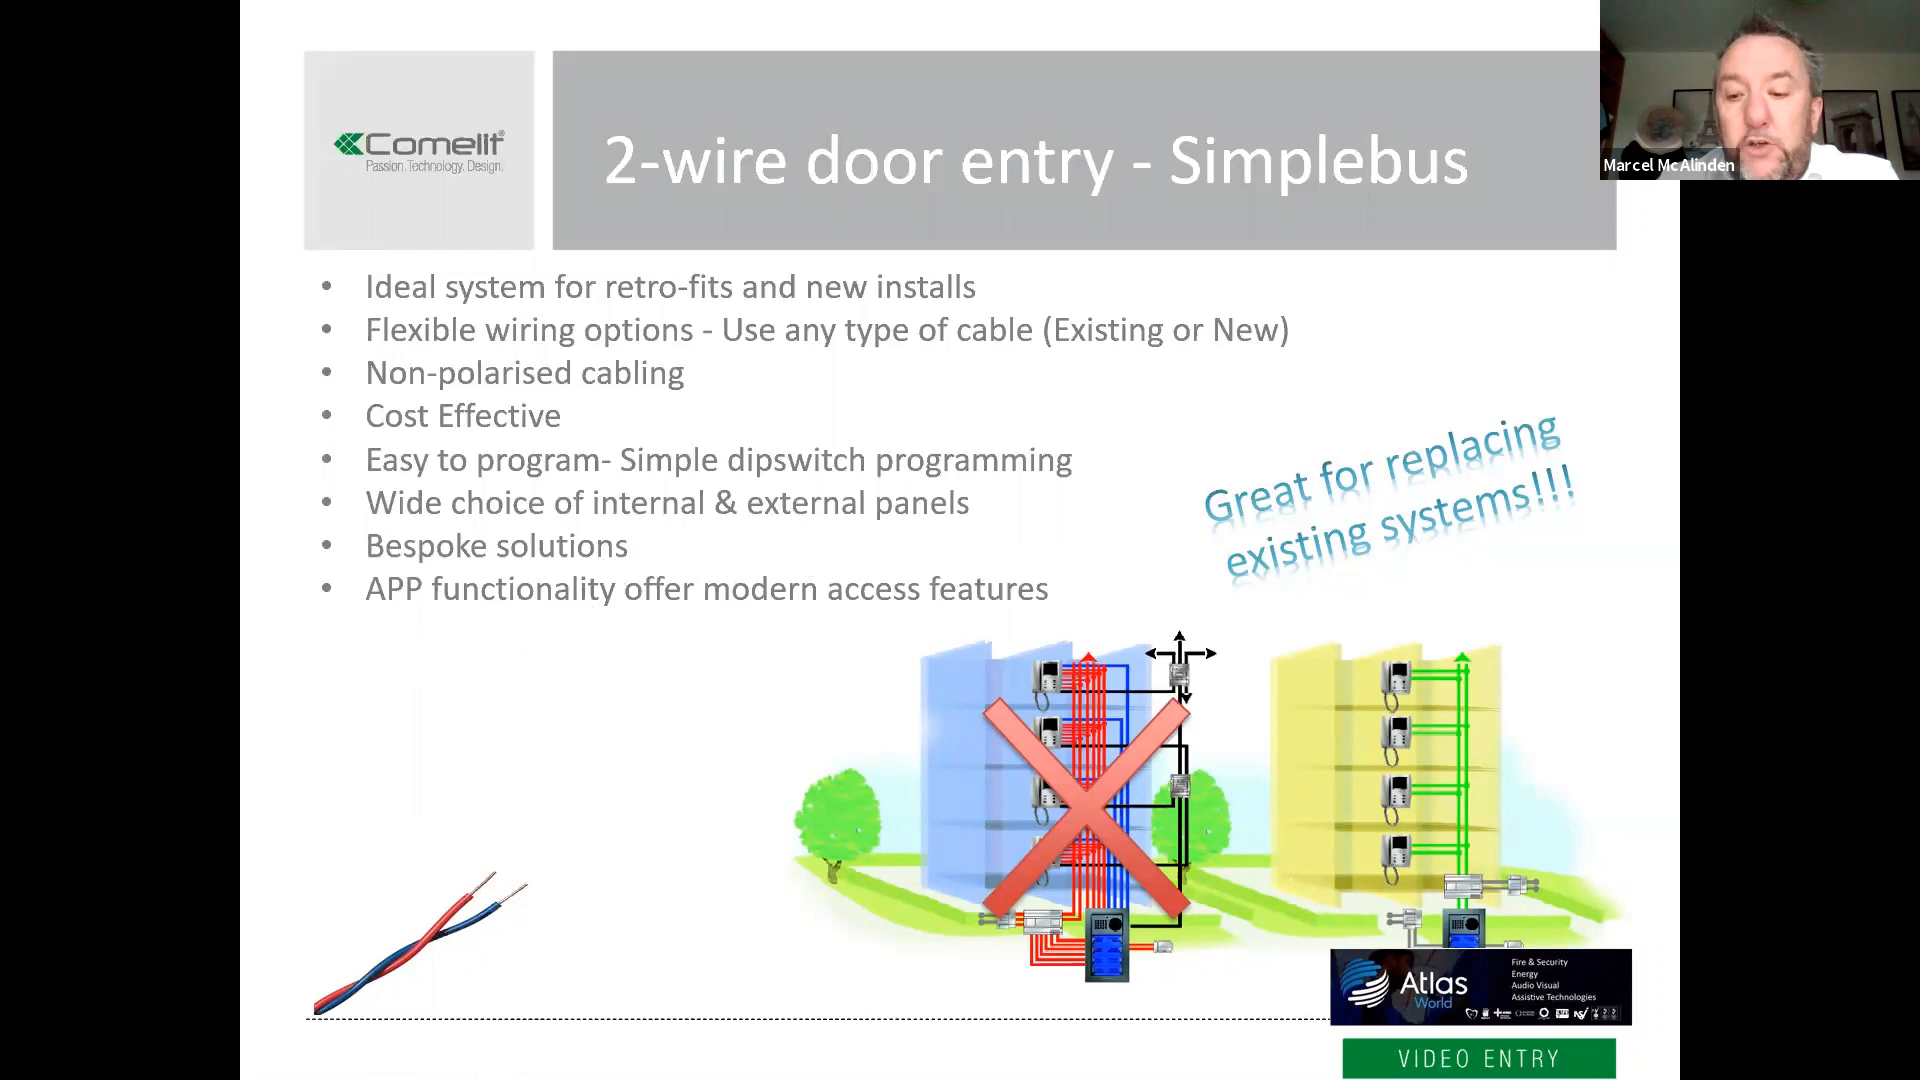 Comelit®
Passion. Technology. Design.
2-wire door entry - Simplebus
Marcel McAlinden
• Ideal system for retro-fits and new installs
• Flexible wiring options - Use any type of cable (Existing or New)
• Non-polarised cabling
• Cost Effective
• Easy to program- Simple dipswitch programming
• Wide choice of internal & external panels
• Bespoke solutions
• APP functionality offer modern access features
Great for replacing
existing systems!!!
Atlas
World
Fire & Security
Energy
Audio Visual
Assistive Technologies
VIDEO ENTRY